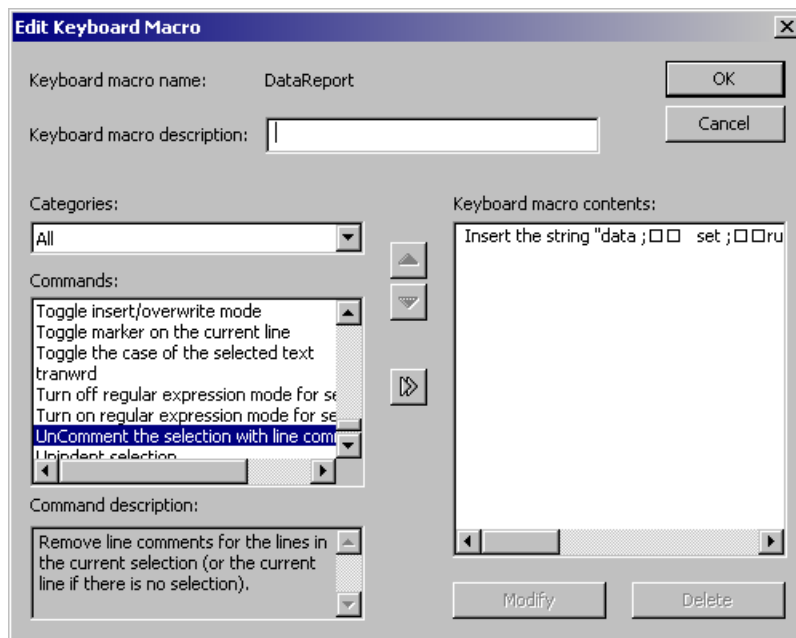 Edit Keyboard Macro
Keyboard macro name: DataReport
OK
Keyboard macro description:
Cancel
Categories:
All
Commands:
Toggle insert/overwrite mode
Toggle marker on the current line
Toggle the case of the selected text
tranwrd
Turn off regular expression mode for se
Turn on regular expression mode for se
UnComment the selection with line com
Unindent selection
Command description:
Remove line comments for the lines in
the current selection (or the current
line if there is no selection).
Keyboard macro contents:
Insert the string "data ;□□ set ;□□ru
Modify
Delete